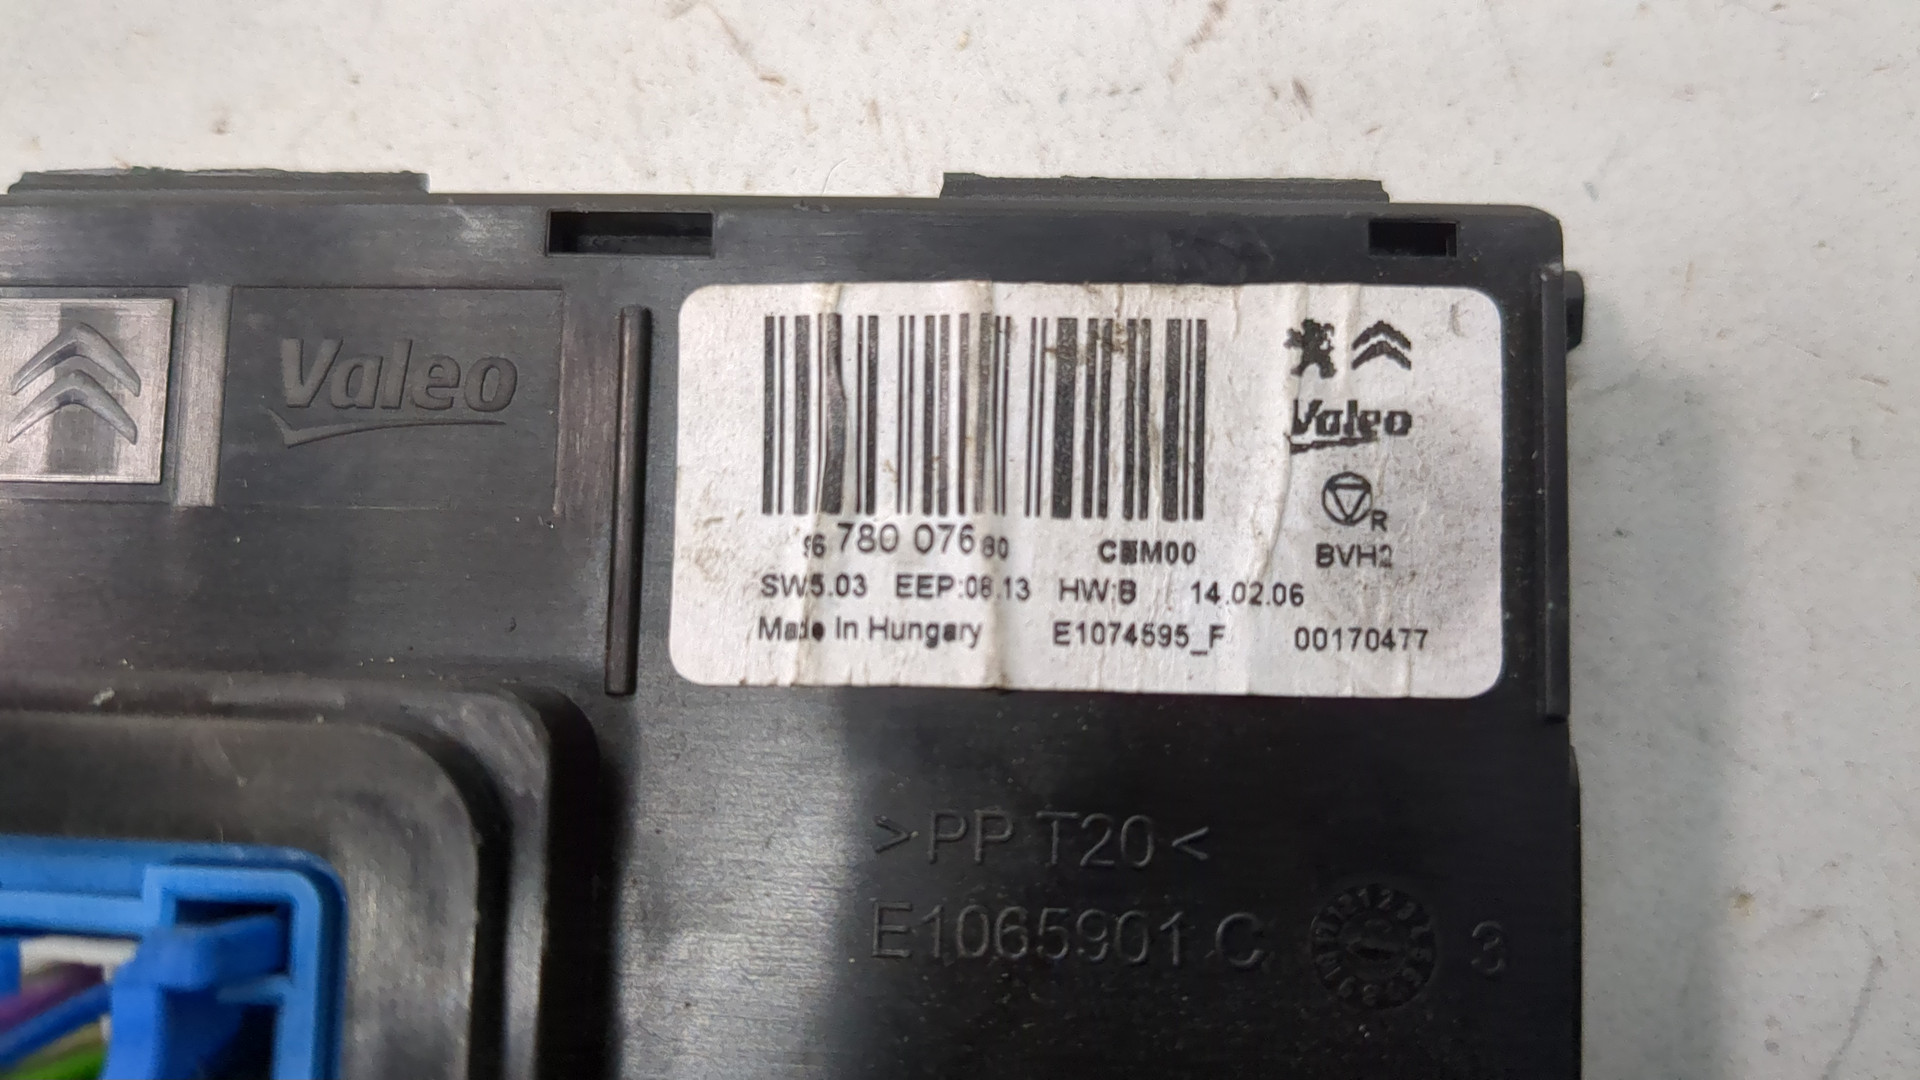 Valeo
Valeo
R
96 780 076 80 C M00 BVH2
SW5.03 EEP:08.13 HW:B 14.02.06
Made In Hungary E1074595_F 00170477
>PP T20<
E1065901 C 3